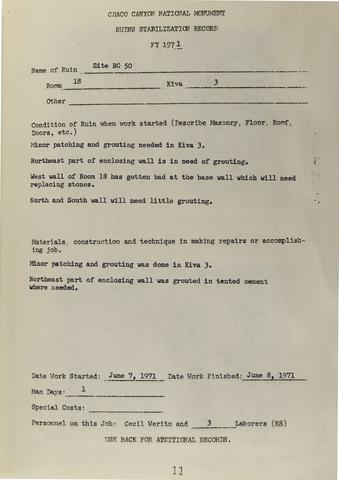 CHACO CANYON NATIONAL MONUMENT
RUINS STABILIZATION RECORD
FY 1971
Name of Ruin Site BC 50
Room 18 Kiva 3
Other
Condition of Ruin when work started (Describe Masonry, Floor, Roof,
Doors, etc.)
Minor patching and grouting needed in Kiva 3.
Northeast part of enclosing wall is in need of grouting.
West wall of Room 18 has gotten bad at the base wall which will need
replacing stones.
North and South wall will need little grouting.
Materials, construction and technique in making repairs or accomplish-
ing job.
Minor patching and grouting was done in Kiva 3.
Northeast part of enclosing wall was grouted in tented cement
where needed.
Date Work Started: June 7, 1971 Date Work Finished: June 8, 1971
Man Days: 1
Special Costs:
Personnel on this Job: Cecil Werito and 3 Laborers (RS)
USE BACK FOR ADDITIONAL RECORDS.
11